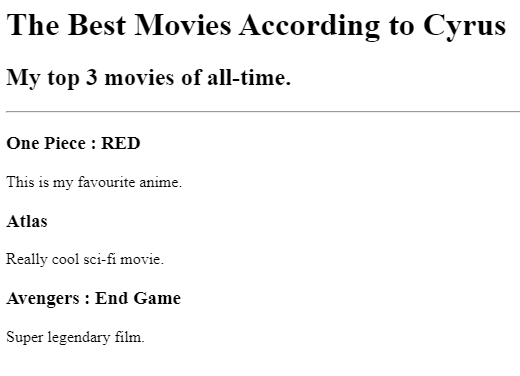 The Best Movies According to Cyrus
My top 3 movies of all-time.
One Piece : RED
This is my favourite anime.
Atlas
Really cool sci-fi movie.
Avengers : End Game
Super legendary film.